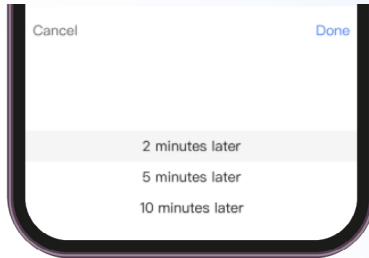 Cancel
Done
2 minutes later
5 minutes later
10 minutes later